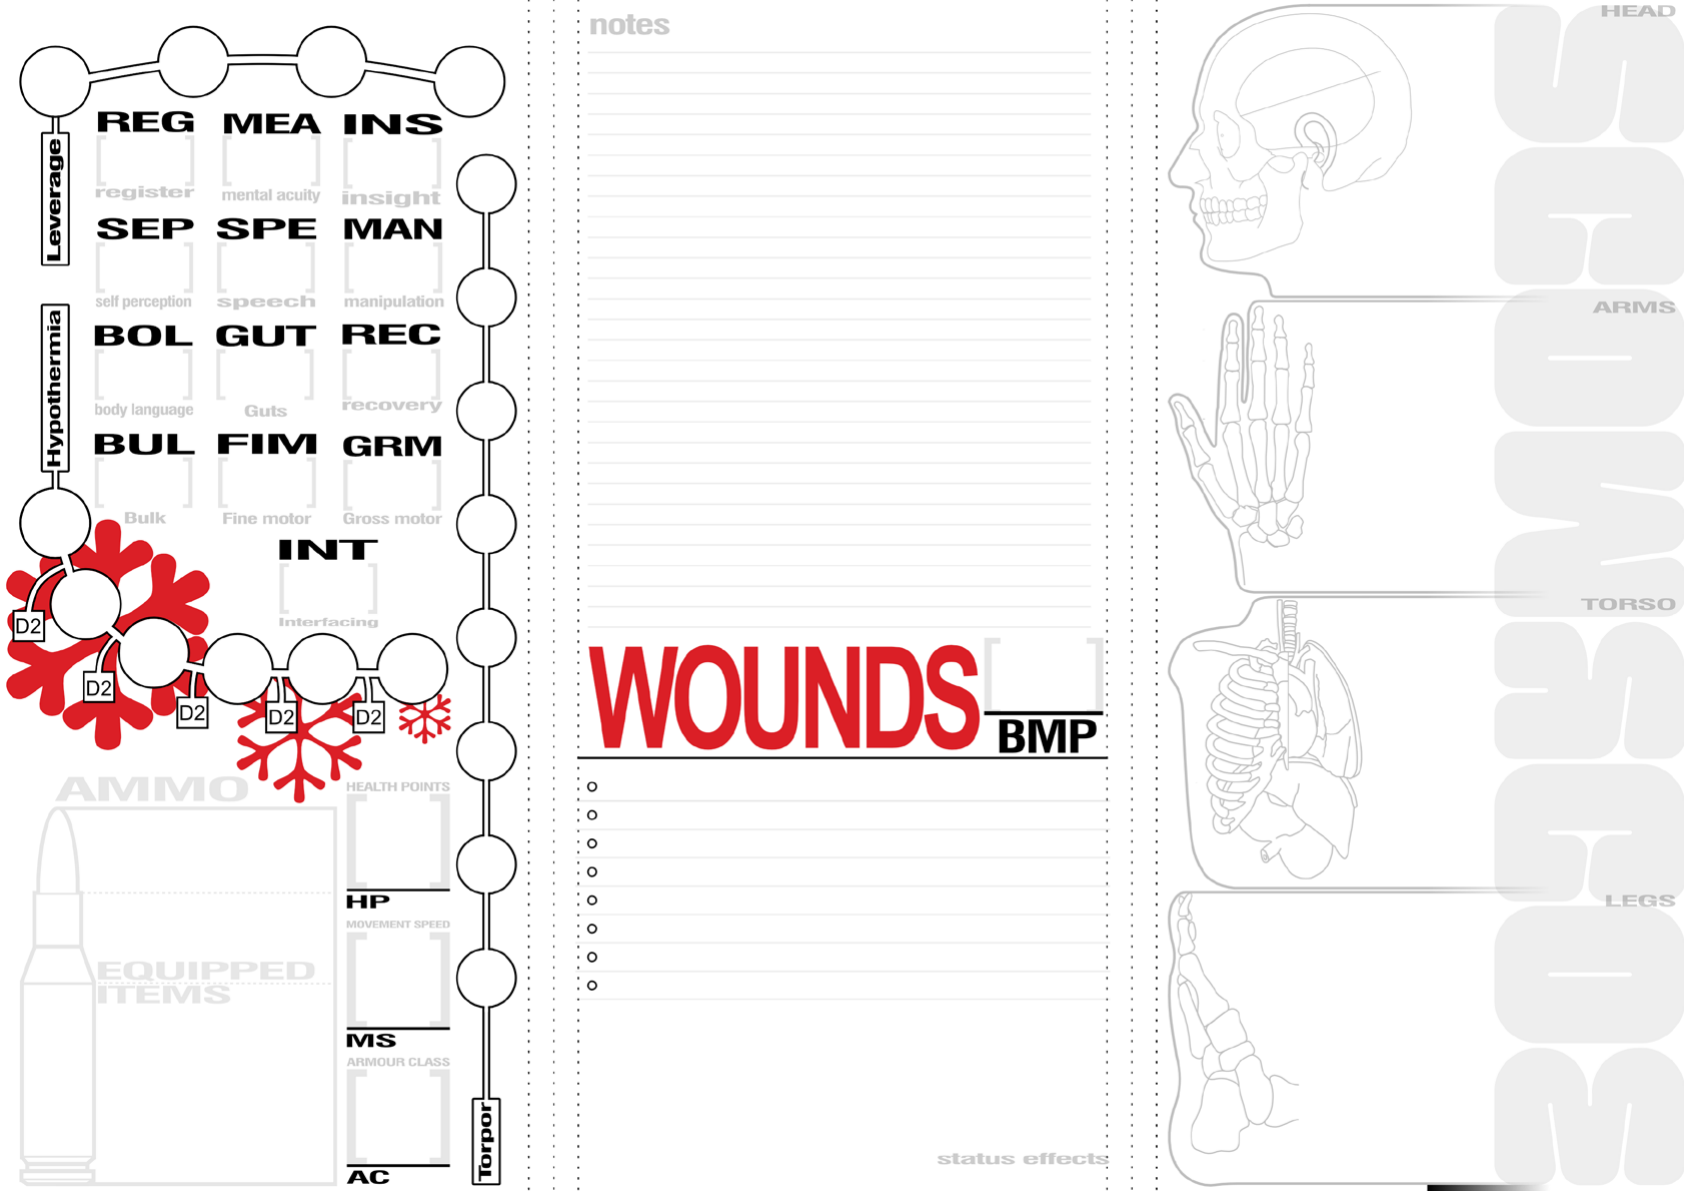 Leverage
REG MEA INS
register mental acuity insight
SEP SPE MAN
self perception speech manipulation
BOL GUT REC
body language Guts recovery
BUL FIM GRM
Bulk Fine motor Gross motor
INT
Interfacing
Hypothermia
D2
D2
D2
D2
D2
AMMO
EQUIPPED
ITEMS
HEALTH POINTS
HP
MOVEMENT SPEED
MS
ARMOUR CLASS
AC
Torpor
notes
WOUNDS
BMP
status effects
HEAD
ARMS
TORSO
LEGS